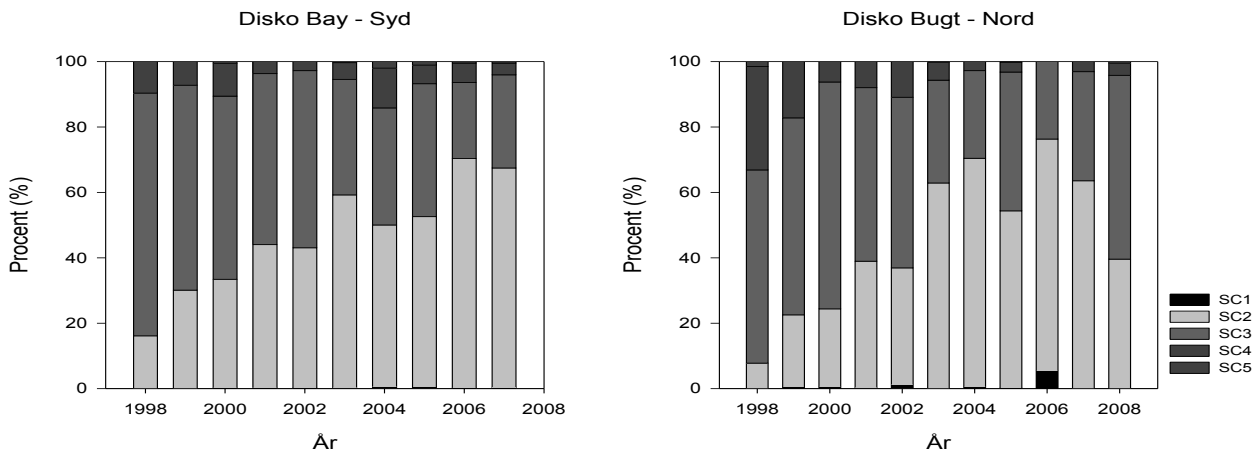 Disko Bay - Syd
Procent (%)
100
80
60
40
20
0
1998 2000 2002 2004 2006 2008
År
Disko Bugt - Nord
Procent (%)
100
80
60
40
20
0
1998 2000 2002 2004 2006 2008
År
SC1
SC2
SC3
SC4
SC5